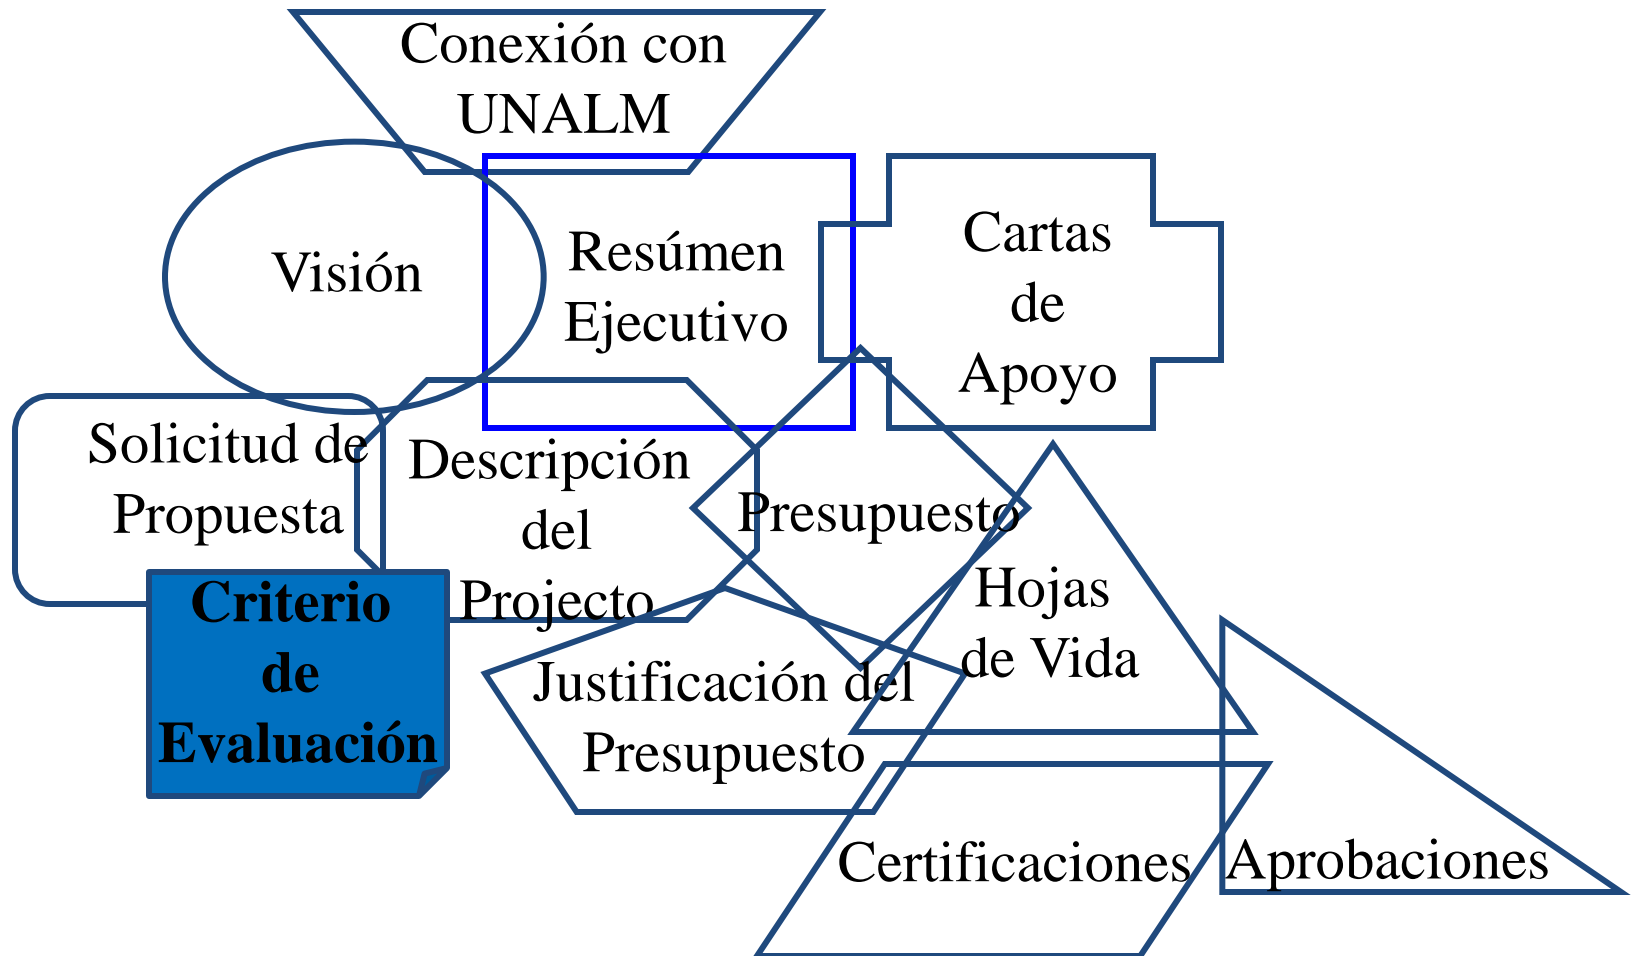 Conexión con
UNALM
Visión
Resúmen
Ejecutivo
Cartas
de
Apoyo
Solicitud de
Propuesta
Descripción
del
Projecto
Presupuesto
Criterio
de
Evaluación
Justificación del
Presupuesto
Hojas
de Vida
Certificaciones
Aprobaciones